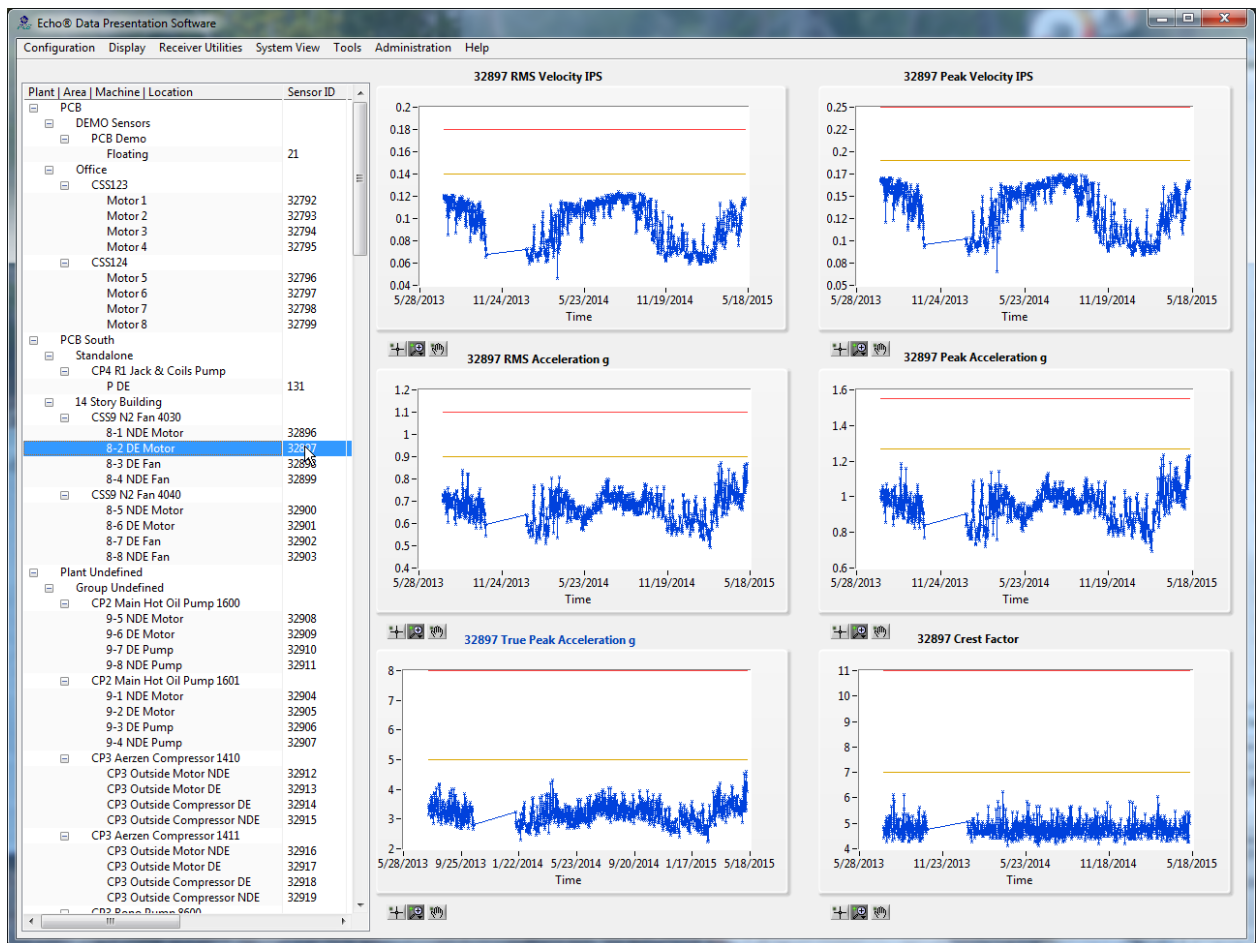 Echo® Data Presentation Software
Configuration Display Receiver Utilities System View Tools Administration Help
Plant | Area | Machine | Location Sensor ID
PCB
DEMO Sensors
PCB Demo
Floating 21
Office
CSS123
Motor 1 32792
Motor 2 32793
Motor 3 32794
Motor 4 32795
CSS124
Motor 5 32796
Motor 6 32797
Motor 7 32798
Motor 8 32799
PCB South
Standalone
CP4 R1 Jack & Coils Pump
P DE 131
14 Story Building
CSS9 N2 Fan 4030
8-1 NDE Motor 32896
8-2 DE Motor 32897
8-3 DE Fan 32898
8-4 NDE Fan 32899
CSS9 N2 Fan 4040
8-5 NDE Motor 32900
8-6 DE Motor 32901
8-7 DE Fan 32902
8-8 NDE Fan 32903
Plant Undefined
Group Undefined
CP2 Main Hot Oil Pump 1600
9-5 NDE Motor 32908
9-6 DE Motor 32909
9-7 DE Pump 32910
9-8 NDE Pump 32911
CP2 Main Hot Oil Pump 1601
9-1 NDE Motor 32904
9-2 DE Motor 32905
9-3 DE Pump 32906
9-4 NDE Pump 32907
CP3 Aerzen Compressor 1410
CP3 Outside Motor NDE 32912
CP3 Outside Motor DE 32913
CP3 Outside Compressor DE 32914
CP3 Outside Compressor NDE 32915
CP3 Aerzen Compressor 1411
CP3 Outside Motor NDE 32916
CP3 Outside Motor DE 32917
CP3 Outside Compressor DE 32918
CP3 Outside Compressor NDE 32919
32897 RMS Velocity IPS
0.2
0.18
0.16
0.14
0.12
0.1
0.08
0.06
0.04
5/28/2013 11/24/2013 5/23/2014 11/19/2014 5/18/2015
Time
32897 Peak Velocity IPS
0.25
0.22
0.2
0.17
0.15
0.12
0.1
0.08
0.05
5/28/2013 11/24/2013 5/23/2014 11/19/2014 5/18/2015
Time
32897 RMS Acceleration g
1.2
1.1
1
0.9
0.8
0.7
0.6
0.5
0.4
5/28/2013 11/24/2013 5/23/2014 11/19/2014 5/18/2015
Time
32897 Peak Acceleration g
1.6
1.4
1.2
1
0.8
0.6
5/28/2013 11/24/2013 5/23/2014 11/19/2014 5/18/2015
Time
32897 True Peak Acceleration g
8
7
6
5
4
3
2
5/28/2013 9/25/2013 1/22/2014 5/23/2014 9/20/2014 1/17/2015 5/18/2015
Time
32897 Crest Factor
11
10
9
8
7
6
5
4
5/28/2013 11/23/2013 5/23/2014 11/18/2014 5/18/2015
Time